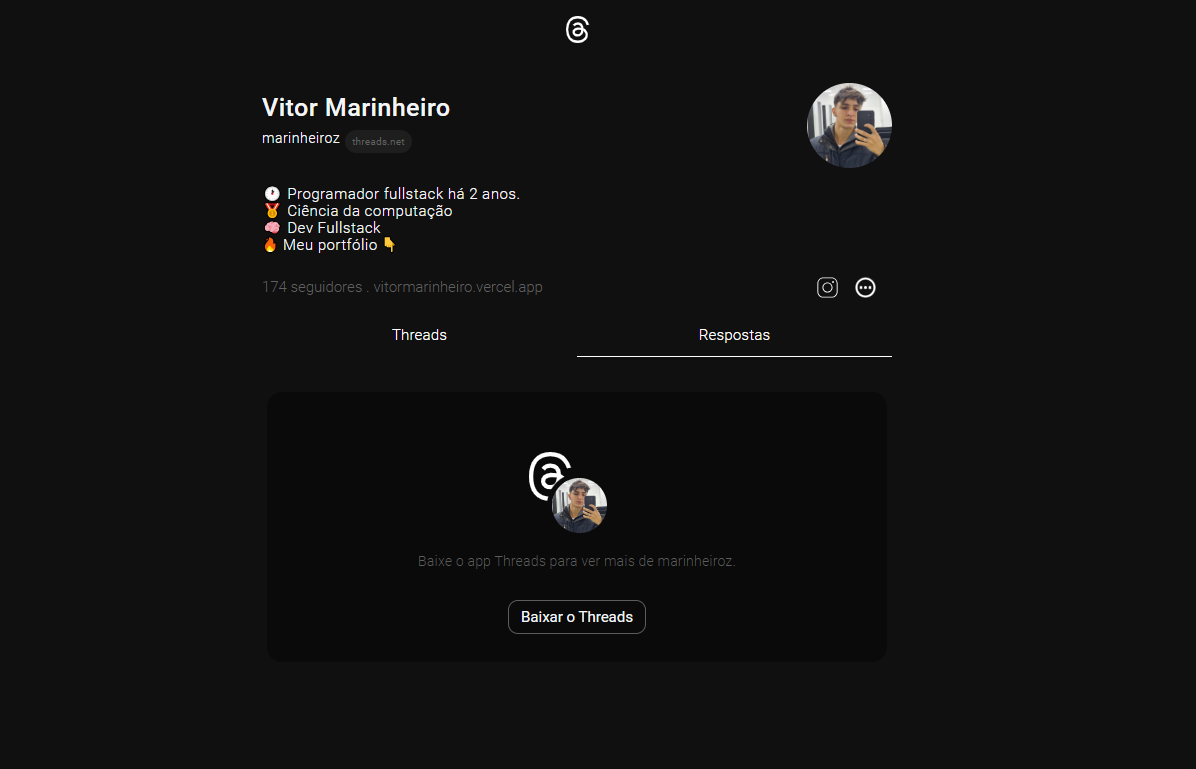 Vitor Marinheiro
marinheiroz threads.net
🕐 Programador fullstack há 2 anos.
🏅 Ciência da computação
🧠 Dev Fullstack
🔥 Meu portfólio 👇
174 seguidores . vitormarinheiro.vercel.app
Threads Respostas
Baixe o app Threads para ver mais de marinheiroz.
Baixar o Threads